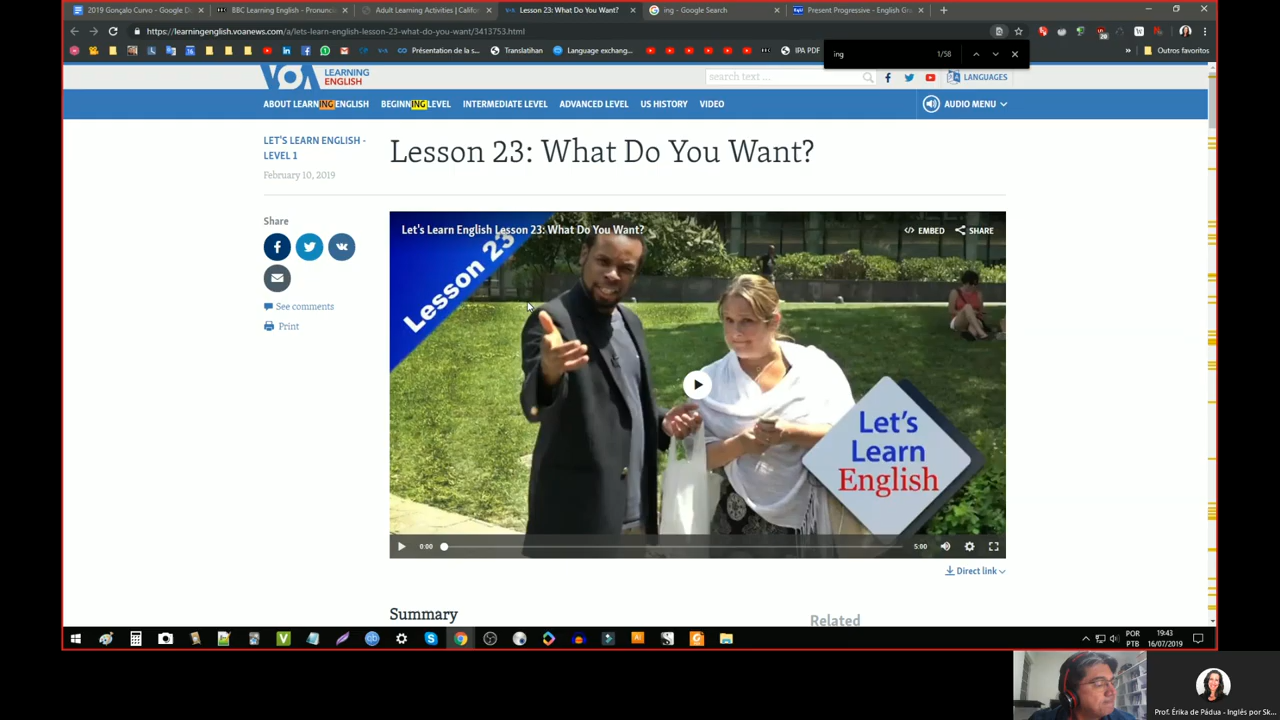 2019 Gonçalo Curvo - Google Do
BBC Learning English - Pronunci
Adult Learning Activities | Califor
Lesson 23: What Do You Want?
ing - Google Search
Present Progressive - English Gra
https://learningenglish.voanews.com/a/lets-learn-english-lesson-23-what-do-you-want/3413753.html
Présentation de la s...
Translatihan
Language exchang...
IPA PDF
Outros favoritos
ing
1/58
VOA
LEARNING
ENGLISH
search text ...
LANGUAGES
ABOUT LEARNING ENGLISH
BEGINNING LEVEL
INTERMEDIATE LEVEL
ADVANCED LEVEL
US HISTORY
VIDEO
AUDIO MENU
LET'S LEARN ENGLISH -
LEVEL 1
February 10, 2019
Lesson 23: What Do You Want?
Share
See comments
Print
Let's Learn English Lesson 23: What Do You Want?
EMBED
SHARE
Lesson 23
Let's
Learn
English
0:00
5:00
Direct link
Summary
Related
POR
PTB
19:43
16/07/2019
Prof. Érika de Pádua - Inglês por Sk...